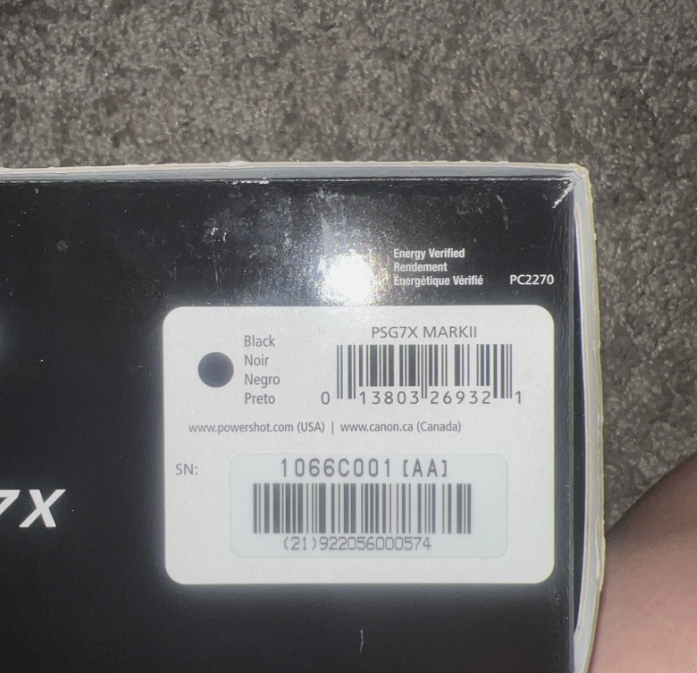 Energy Verified
Rendement
Énergétique Vérifié
PC2270
PSG7X MARKII
Black
Noir
Negro
Preto
0 13803 26932 1
www.powershot.com (USA) | www.canon.ca (Canada)
7X
SN:
1066C001 [AA]
(21)922056000574